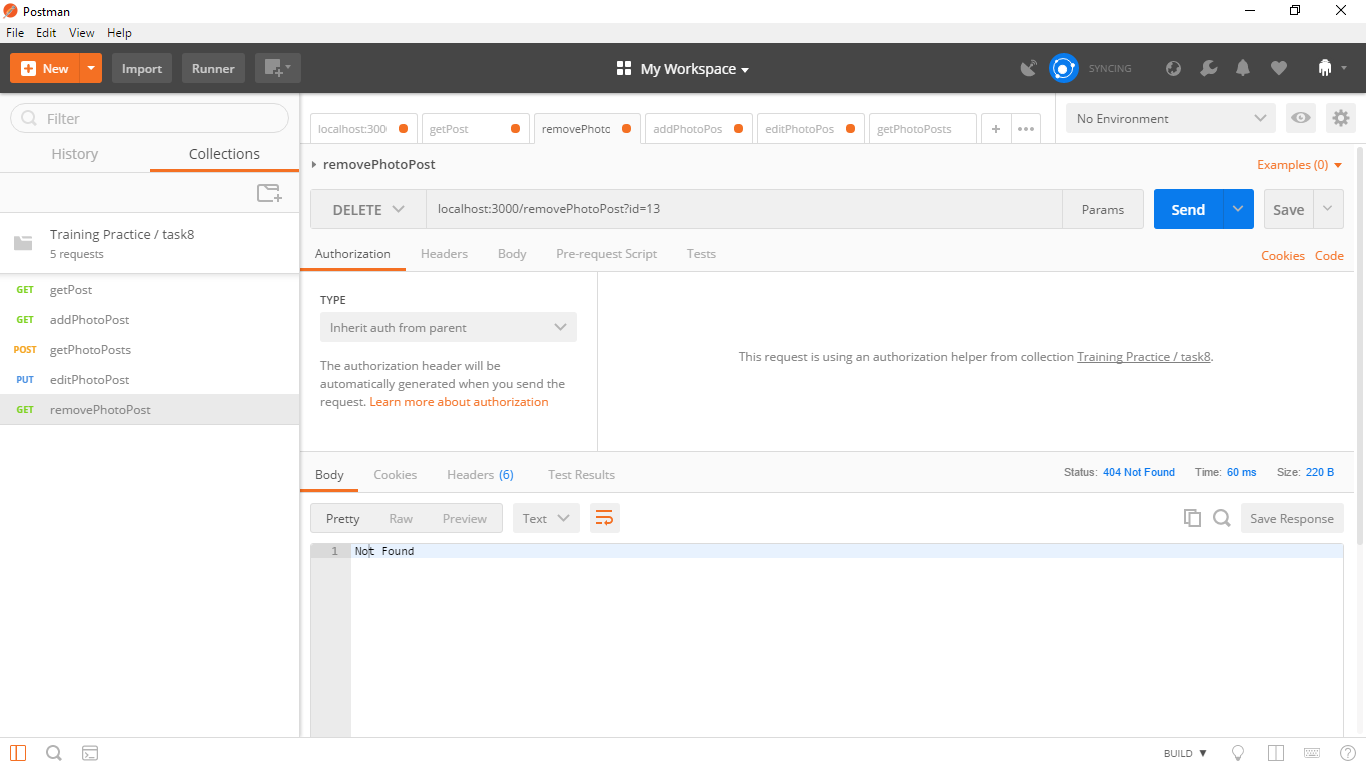 Postman
File Edit View Help
New Import Runner My Workspace SYNCING
Filter
History Collections
Training Practice / task8
5 requests
GET getPost
GET addPhotoPost
POST getPhotoPosts
PUT editPhotoPost
GET removePhotoPost
localhost:300 getPost removePhoto addPhotoPos editPhotoPos getPhotoPosts + No Environment
removePhotoPost Examples (0)
DELETE localhost:3000/removePhotoPost?id=13 Params Send Save
Authorization Headers Body Pre-request Script Tests Cookies Code
TYPE
Inherit auth from parent
The authorization header will be
automatically generated when you send the
request. Learn more about authorization
This request is using an authorization helper from collection Training Practice / task8.
Body Cookies Headers (6) Test Results Status: 404 Not Found Time: 60 ms Size: 220 B
Pretty Raw Preview Text Save Response
1 Not Found
BUILD